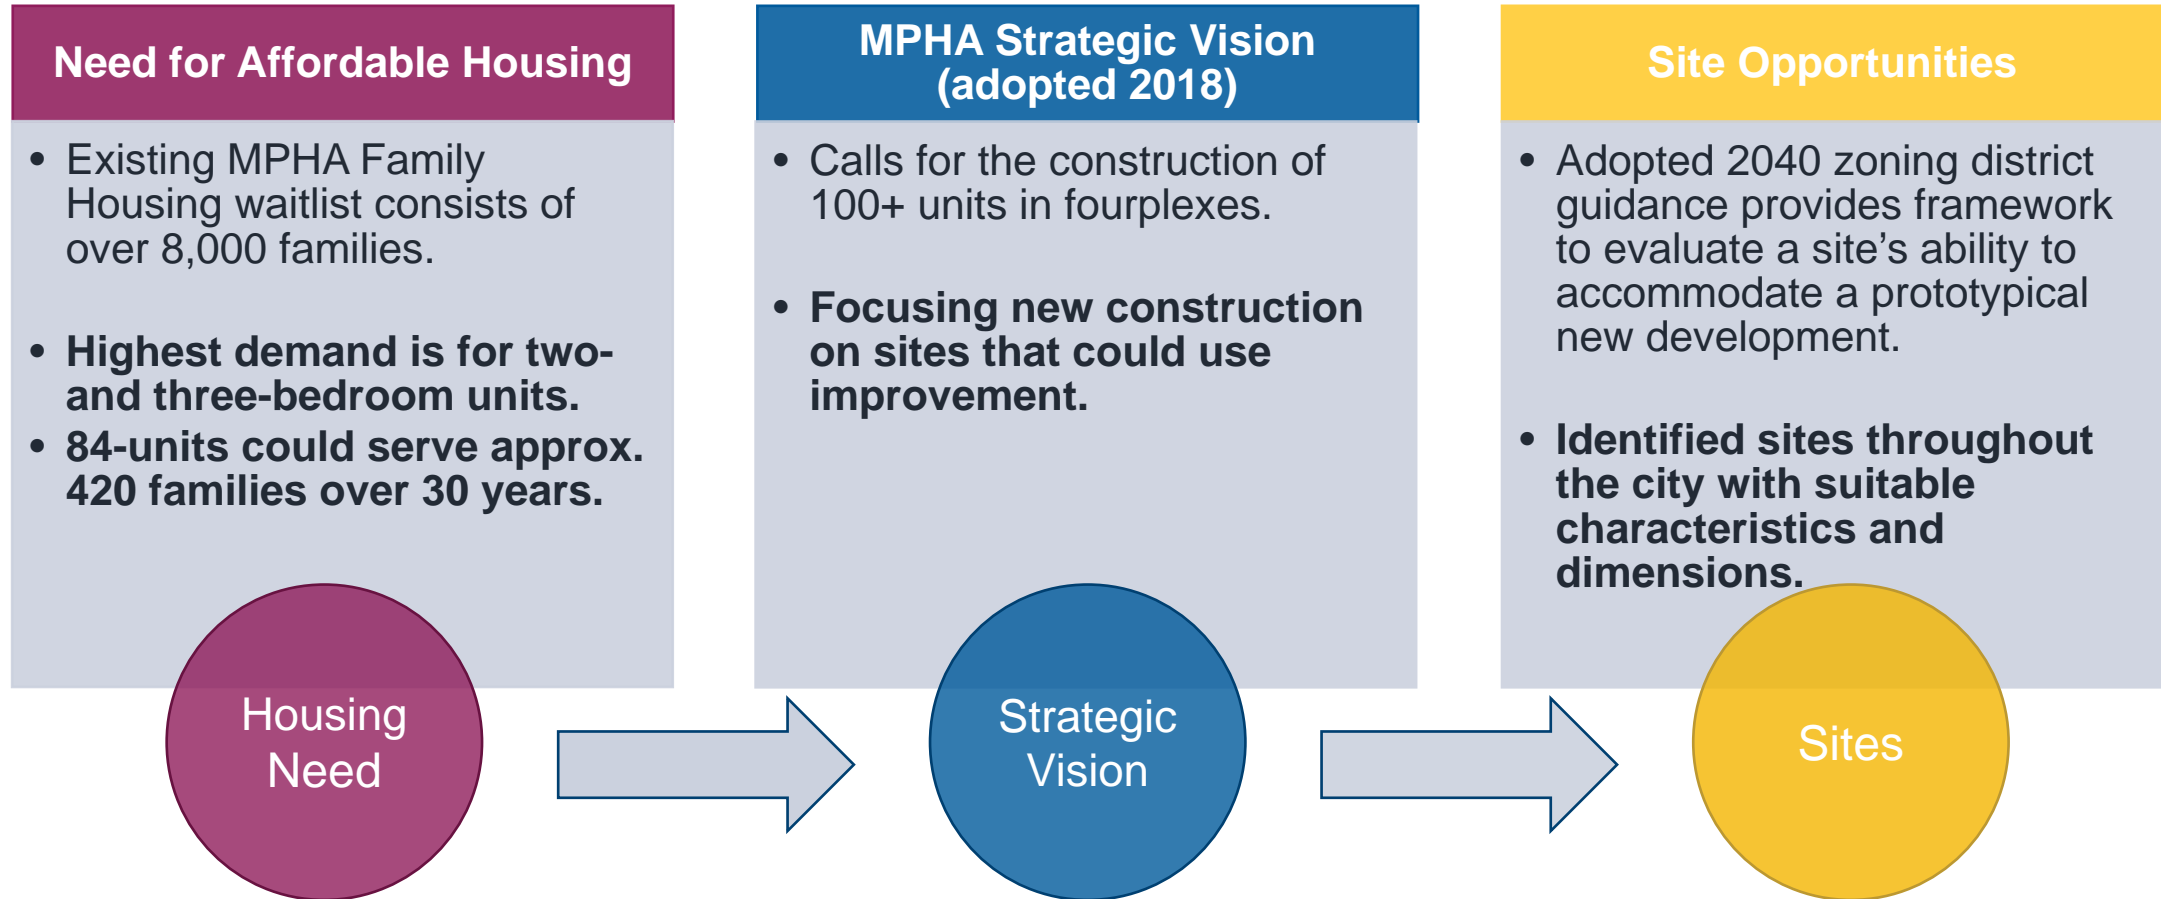 Need for Affordable Housing
• Existing MPHA Family
Housing waitlist consists of
over 8,000 families.
• Highest demand is for two-
and three-bedroom units.
• 84-units could serve approx.
420 families over 30 years.
Housing
Need
MPHA Strategic Vision
(adopted 2018)
• Calls for the construction of
100+ units in fourplexes.
• Focusing new construction
on sites that could use
improvement.
Strategic
Vision
Site Opportunities
• Adopted 2040 zoning district
guidance provides framework
to evaluate a site’s ability to
accommodate a prototypical
new development.
• Identified sites throughout
the city with suitable
characteristics and
dimensions.
Sites